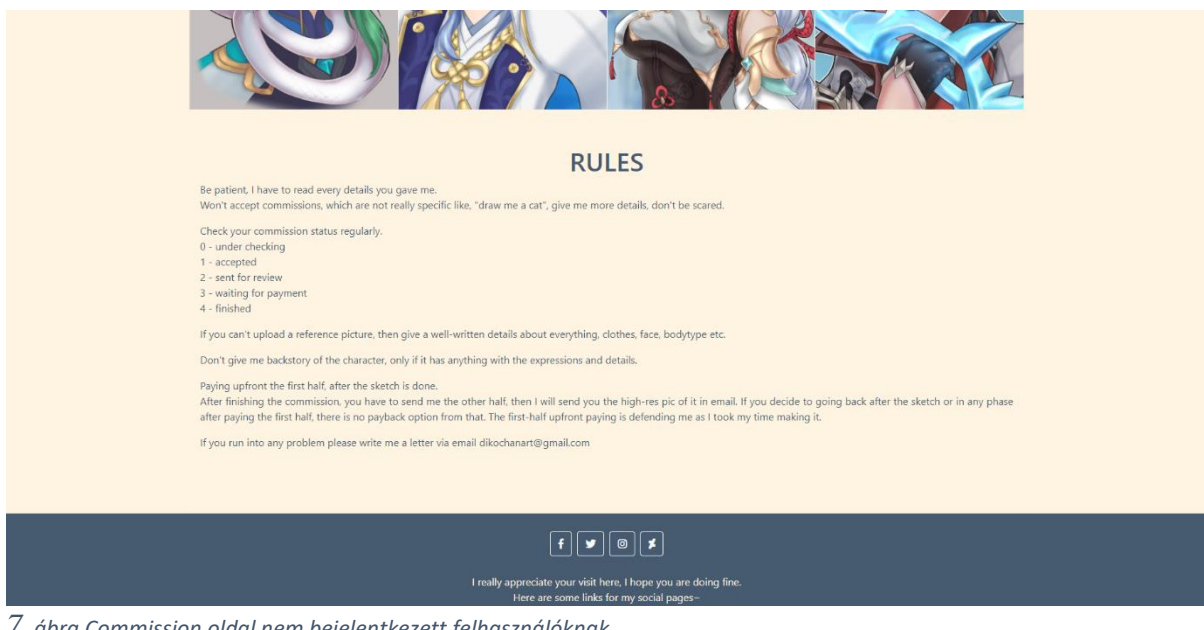 RULES
Be patient, I have to read every details you gave me.
Won't accept commissions, which are not really specific like, "draw me a cat", give me more details, don't be scared.
Check your commission status regularly.
0 - under checking
1 - accepted
2 - sent for review
3 - waiting for payment
4 - finished
If you can't upload a reference picture, then give a well-written details about everything, clothes, face, bodytype etc.
Don't give me backstory of the character, only if it has anything with the expressions and details.
Paying upfront the first half, after the sketch is done.
After finishing the commission, you have to send me the other half, then I will send you the high-res pic of it in email. If you decide to going back after the sketch or in any phase
after paying the first half, there is no payback option from that. The first-half upfront paying is defending me as I took my time making it.
If you run into any problem please write me a letter via email dikochanart@gmail.com
I really appreciate your visit here, I hope you are doing fine.
Here are some links for my social pages~
7. ábra Commission oldal nem bejelentkezett felhasználóknak